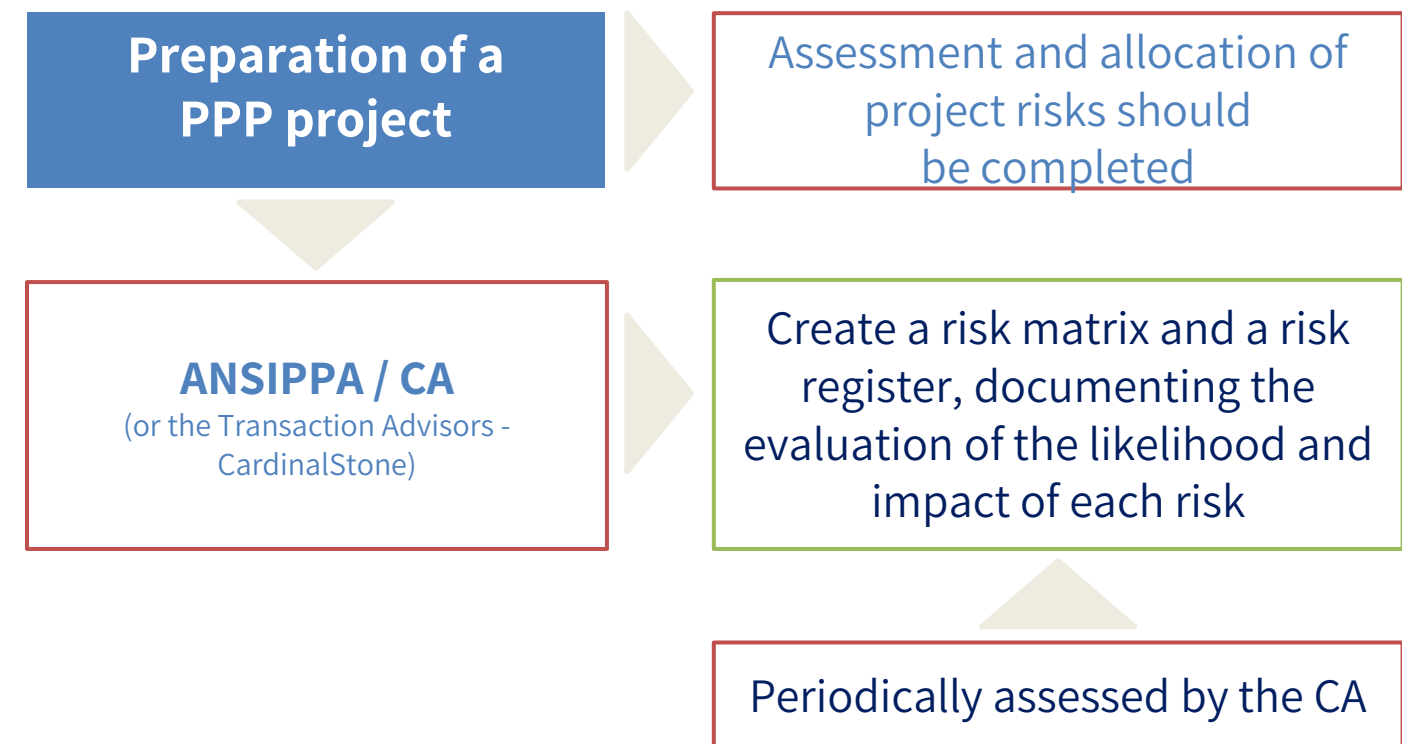 Preparation of a
PPP project
Assessment and allocation of
project risks should
be completed
ANSIPPA / CA
(or the Transaction Advisors -
CardinalStone)
Create a risk matrix and a risk
register, documenting the
evaluation of the likelihood and
impact of each risk
Periodically assessed by the CA